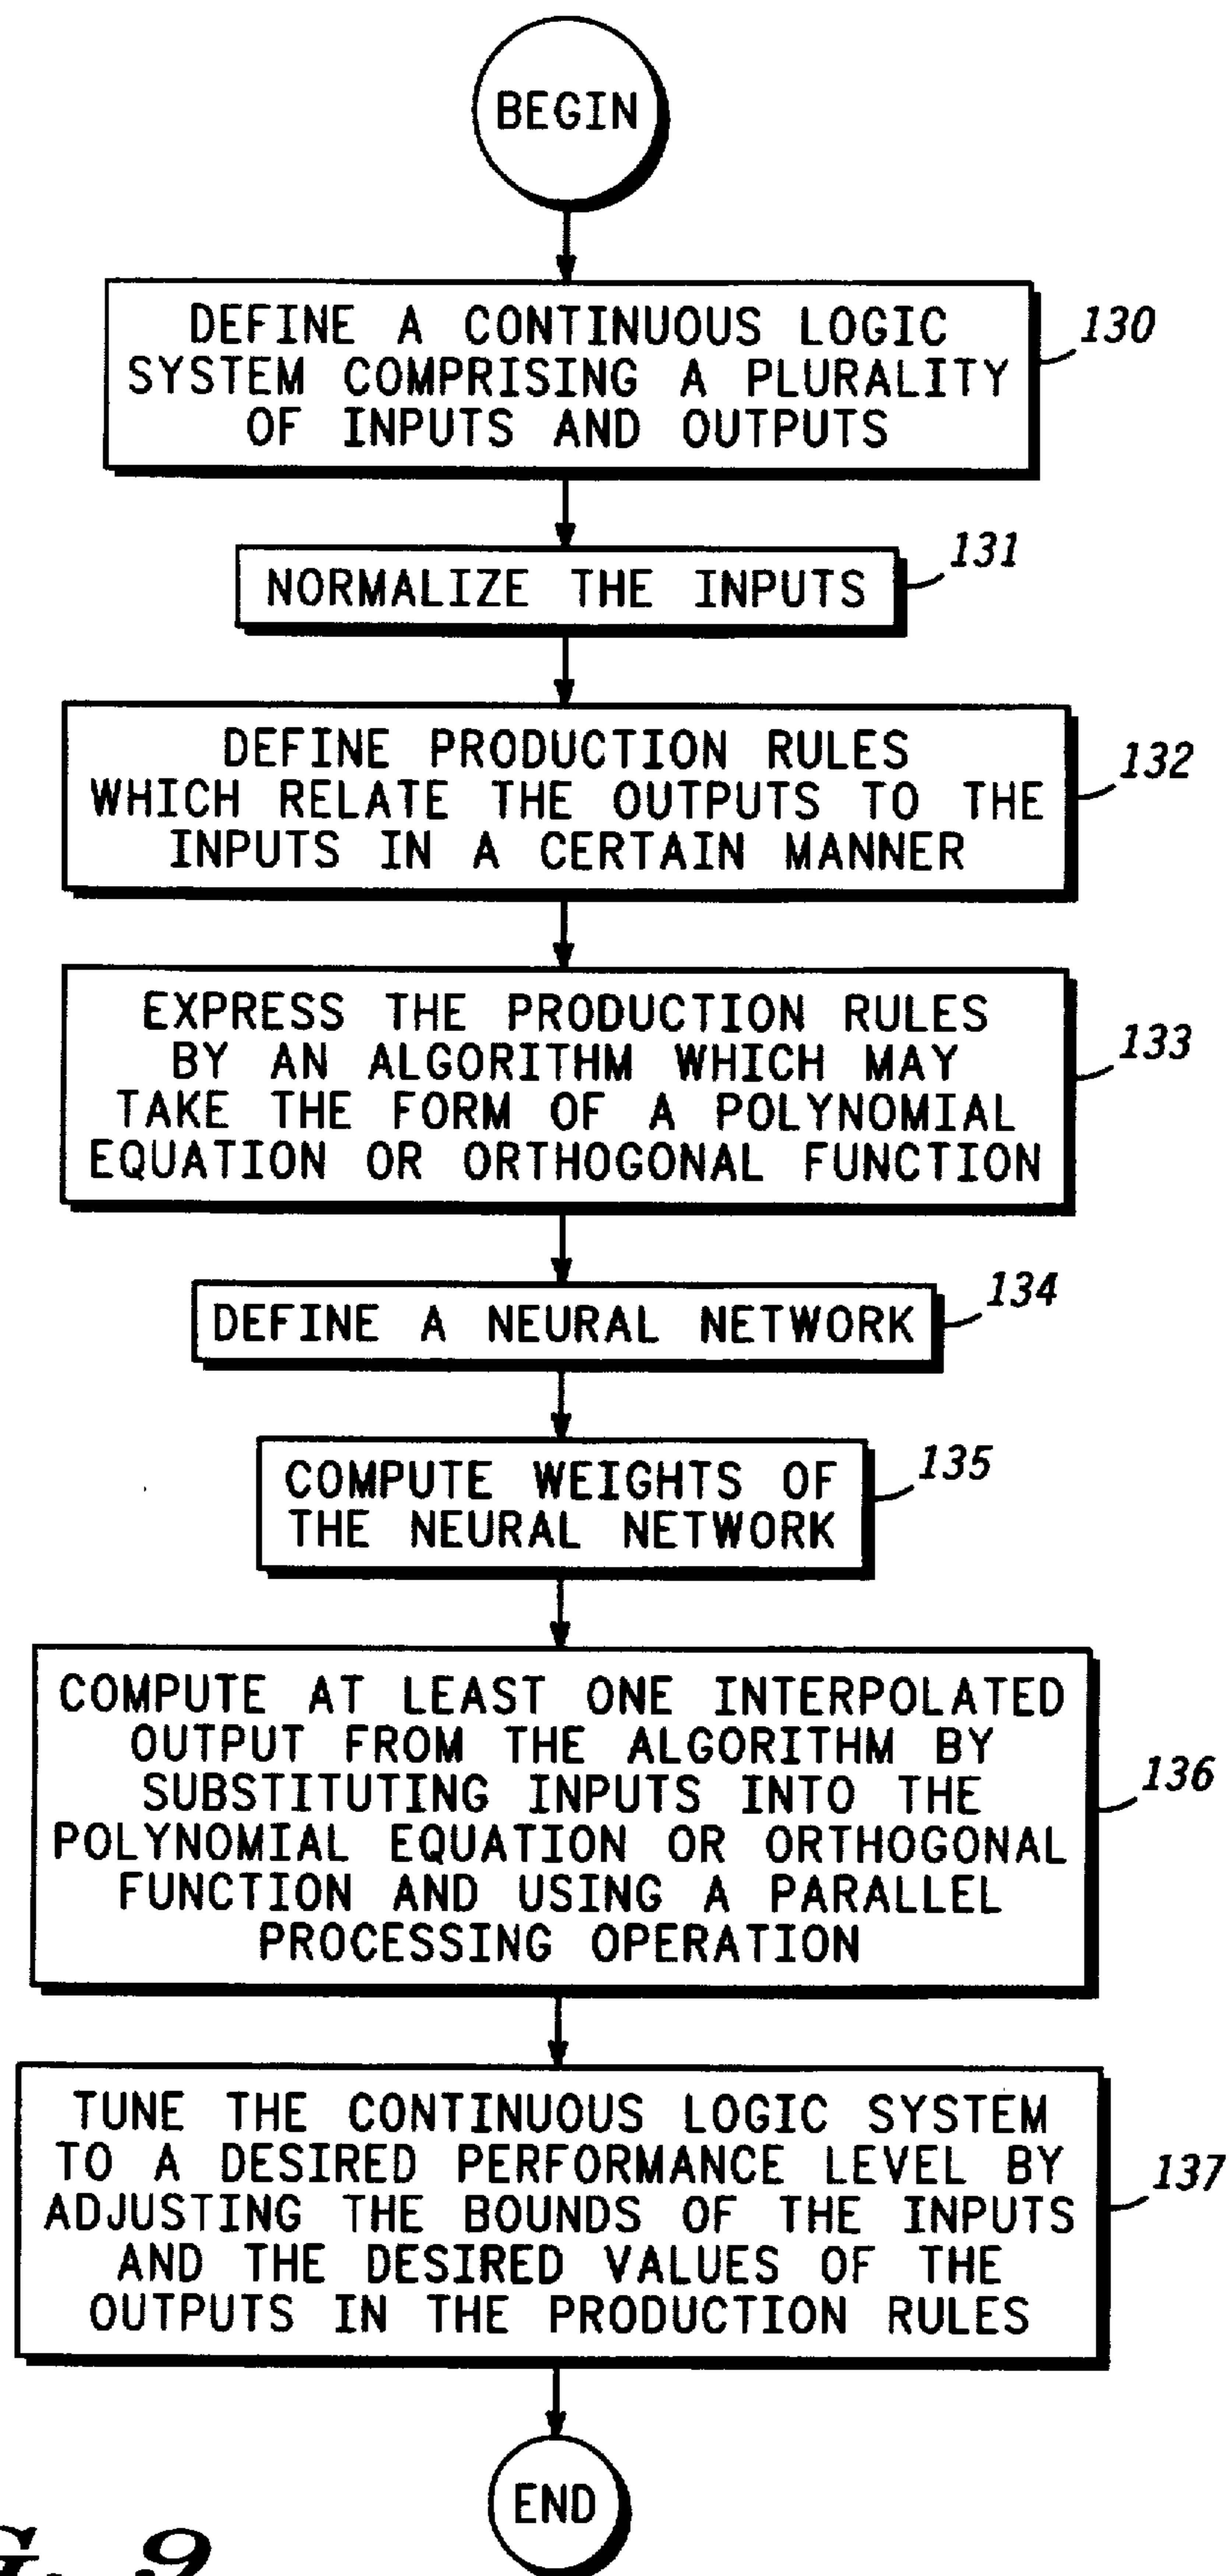 BEGIN
DEFINE A CONTINUOUS LOGIC
SYSTEM COMPRISING A PLURALITY
OF INPUTS AND OUTPUTS
130
NORMALIZE THE INPUTS
131
DEFINE PRODUCTION RULES
WHICH RELATE THE OUTPUTS TO THE
INPUTS IN A CERTAIN MANNER
132
EXPRESS THE PRODUCTION RULES
BY AN ALGORITHM WHICH MAY
TAKE THE FORM OF A POLYNOMIAL
EQUATION OR ORTHOGONAL FUNCTION
133
DEFINE A NEURAL NETWORK
134
COMPUTE WEIGHTS OF
THE NEURAL NETWORK
135
COMPUTE AT LEAST ONE INTERPOLATED
OUTPUT FROM THE ALGORITHM BY
SUBSTITUTING INPUTS INTO THE
POLYNOMIAL EQUATION OR ORTHOGONAL
FUNCTION AND USING A PARALLEL
PROCESSING OPERATION
136
TUNE THE CONTINUOUS LOGIC SYSTEM
TO A DESIRED PERFORMANCE LEVEL BY
ADJUSTING THE BOUNDS OF THE INPUTS
AND THE DESIRED VALUES OF THE
OUTPUTS IN THE PRODUCTION RULES
137
END
9